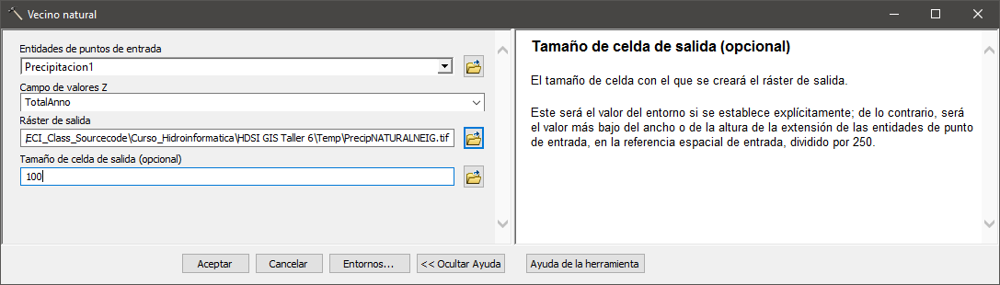 Vecino natural
Entidades de puntos de entrada
Precipitacion1
Campo de valores Z
TotalAnno
Ráster de salida
ECI_Class_Sourcecode\Curso_Hidroinformatica\HDSI GIS Taller 6\Temp\PrecipNATURALNEIG.tif
Tamaño de celda de salida (opcional)
100
Tamaño de celda de salida (opcional)
El tamaño de celda con el que se creará el ráster de salida.
Este será el valor del entorno si se establece explícitamente; de lo contrario, será
el valor más bajo del ancho o de la altura de la extensión de las entidades de punto
de entrada, en la referencia espacial de entrada, dividido por 250.
Aceptar
Cancelar
Entornos...
<< Ocultar Ayuda
Ayuda de la herramienta